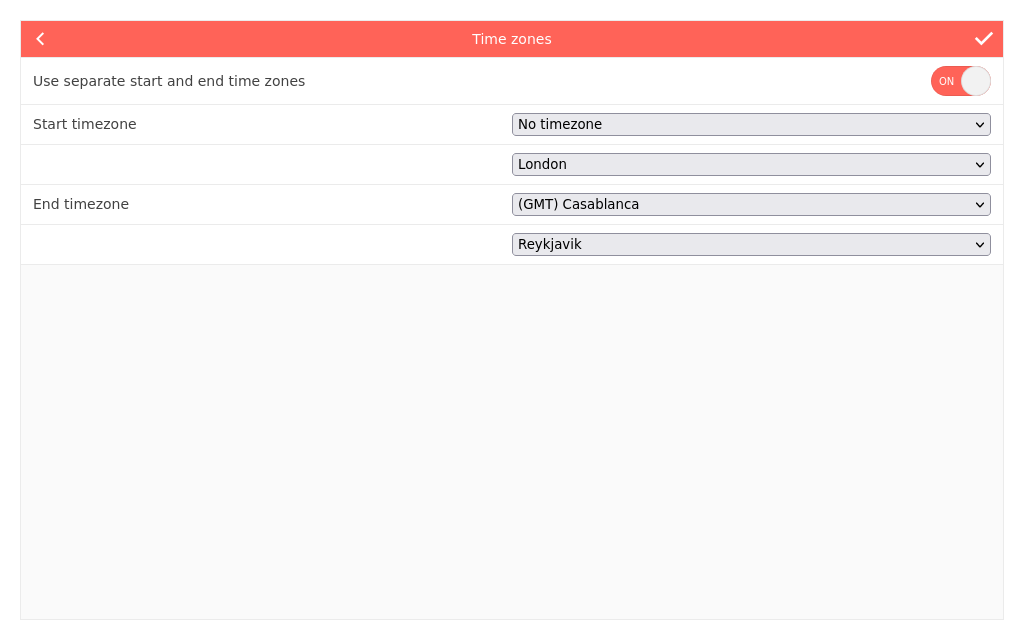 Time zones
Use separate start and end time zones ON
Start timezone No timezone
London
End timezone (GMT) Casablanca
Reykjavik